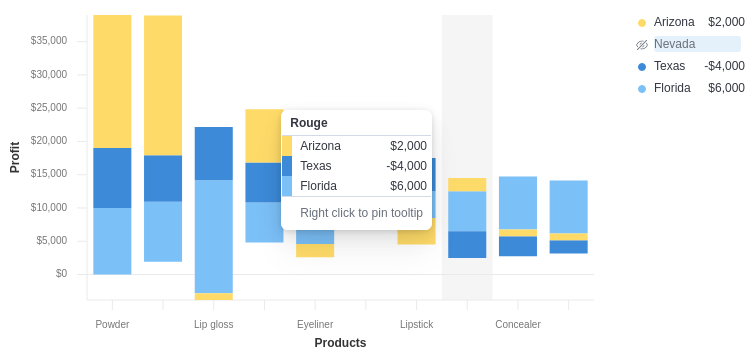 Arizona $2,000
Nevada
Texas -$4,000
Florida $6,000
$35,000
$30,000
$25,000
$20,000
$15,000
$10,000
$5,000
$0
Profit
Rouge
Arizona $2,000
Texas -$4,000
Florida $6,000
Right click to pin tooltip
Powder Lip gloss Eyeliner Lipstick Concealer
Products